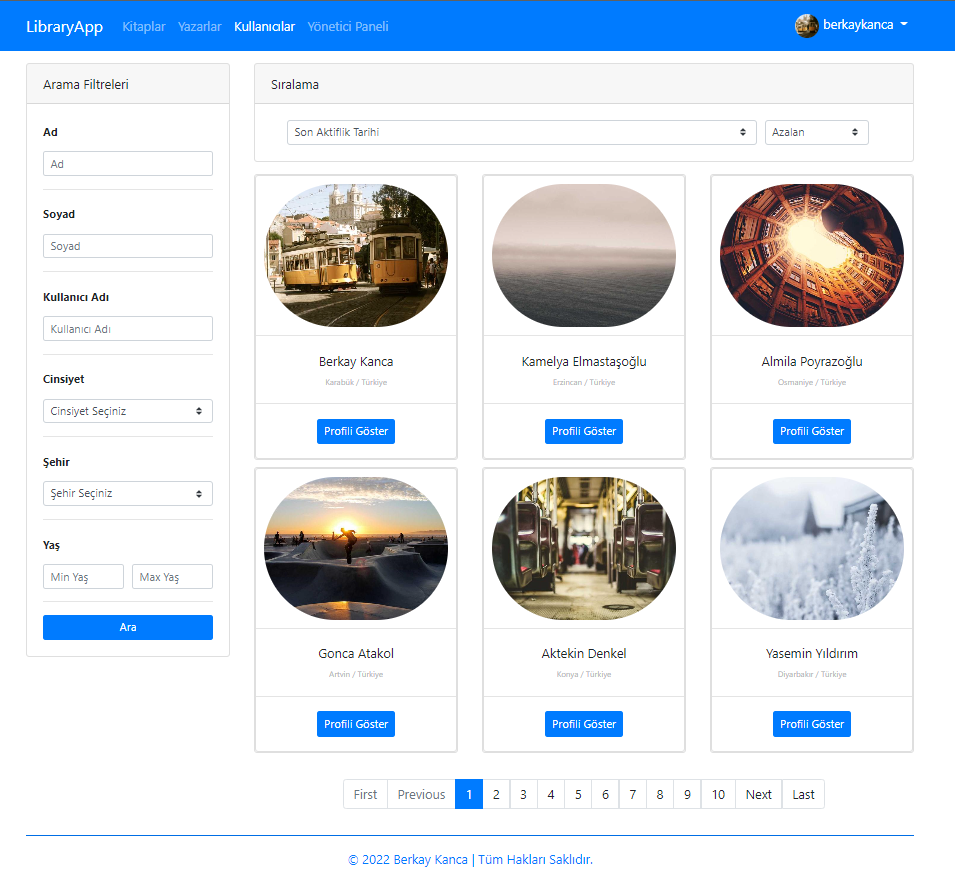 LibraryApp Kitaplar Yazarlar Kullanıcılar Yönetici Paneli berkaykanca
Arama Filtreleri
Ad
Ad
Soyad
Soyad
Kullanıcı Adı
Kullanıcı Adı
Cinsiyet
Cinsiyet Seçiniz
Şehir
Şehir Seçiniz
Yaş
Min Yaş Max Yaş
Ara
Sıralama
Son Aktiflik Tarihi Azalan
Berkay Kanca
Karabük / Türkiye
Profili Göster
Kamelya Elmastaşoğlu
Erzincan / Türkiye
Profili Göster
Almila Poyrazoğlu
Osmaniye / Türkiye
Profili Göster
Gonca Atakol
Artvin / Türkiye
Profili Göster
Aktekin Denkel
Konya / Türkiye
Profili Göster
Yasemin Yıldırım
Diyarbakır / Türkiye
Profili Göster
First Previous 1 2 3 4 5 6 7 8 9 10 Next Last
© 2022 Berkay Kanca | Tüm Hakları Saklıdır.